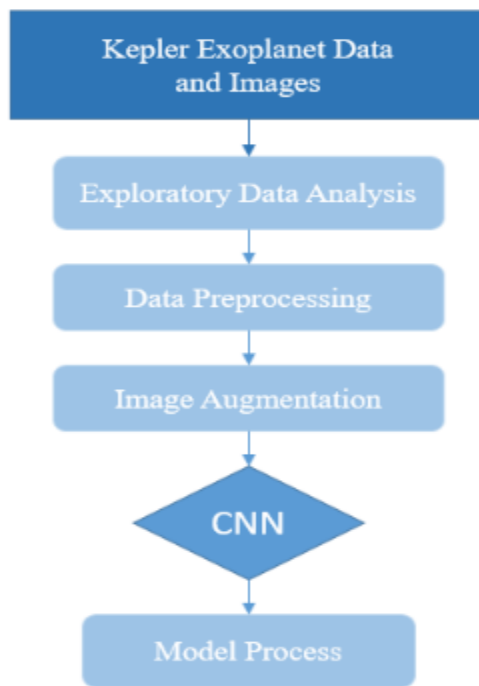 Kepler Exoplanet Data
and Images
Exploratory Data Analysis
Data Preprocessing
Image Augmentation
CNN
Model Process